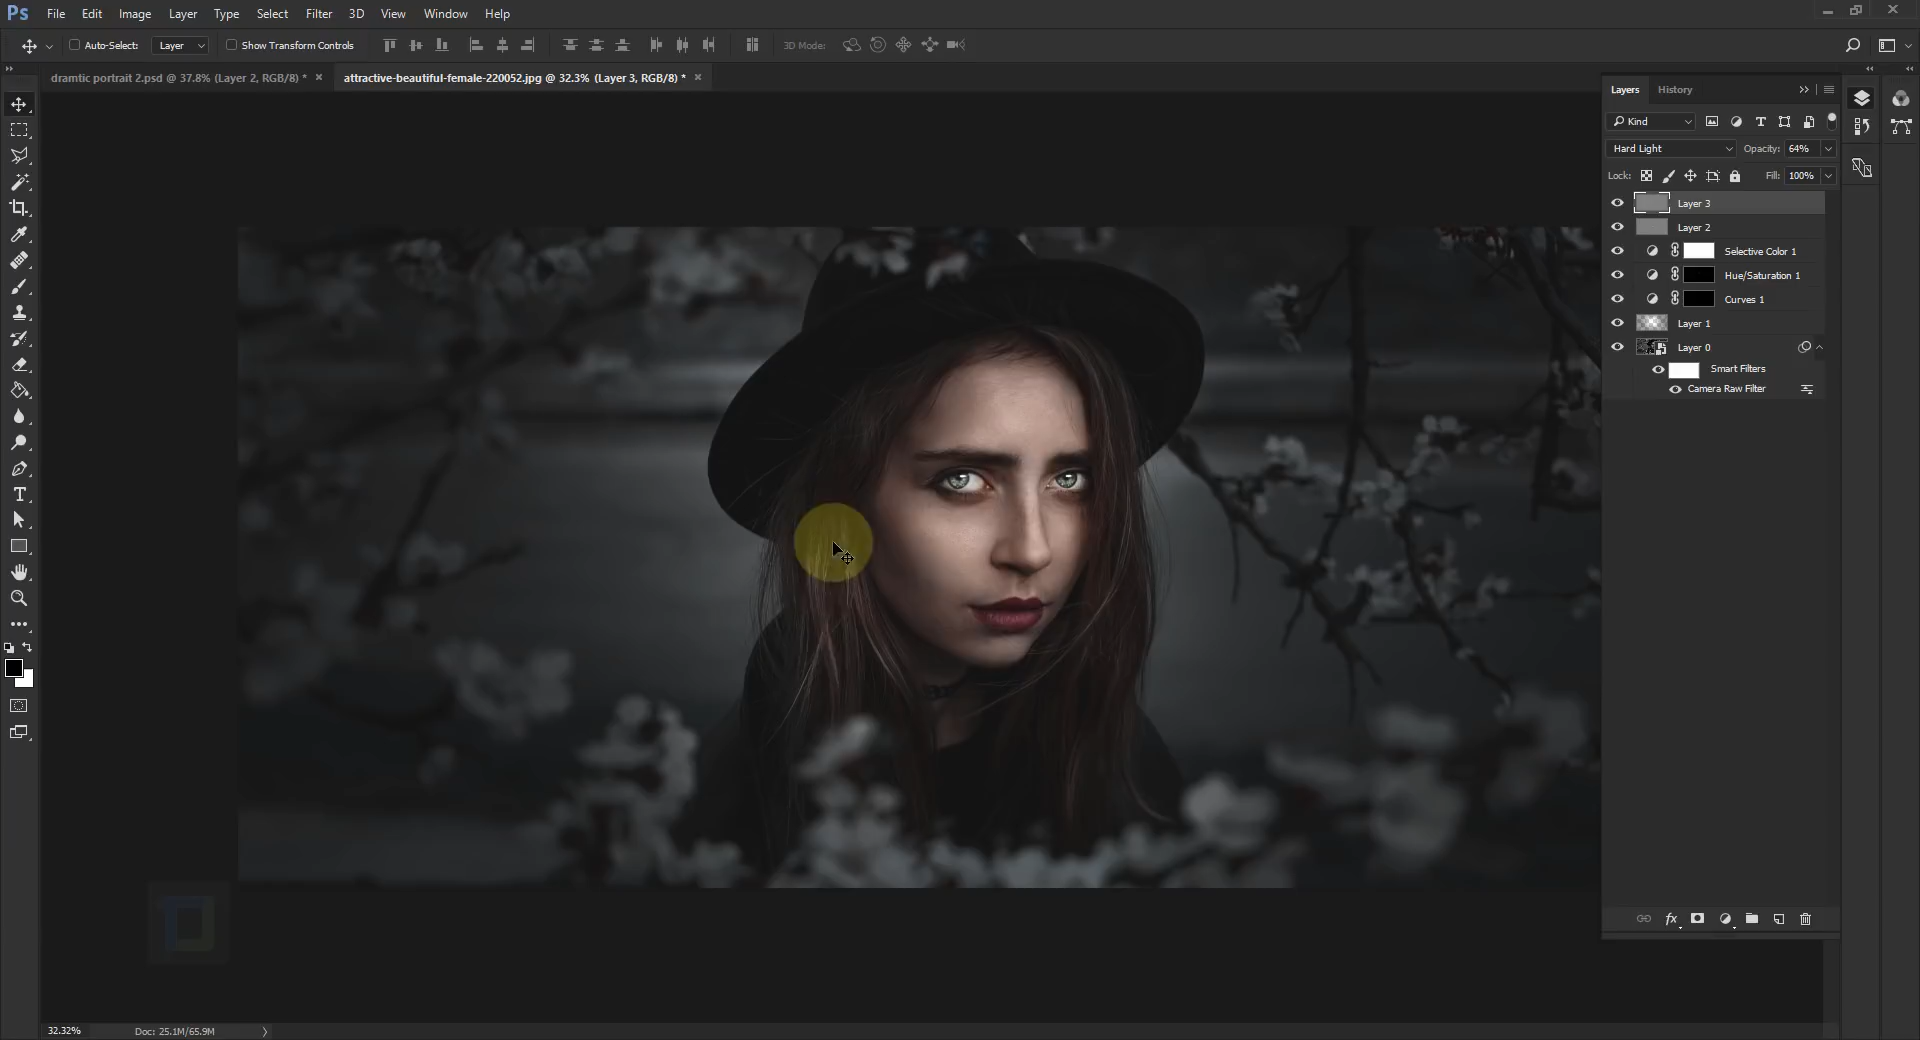 Ps File Edit Image Layer Type Select Filter 3D View Window Help
Auto-Select: Layer Show Transform Controls 3D Mode:
dramtic portrait 2.psd @ 37.8% (Layer 2, RGB/8) * attractive-beautiful-female-220052.jpg @ 32.3% (Layer 3, RGB/8) *
Layers History
Kind
Hard Light Opacity: 64%
Lock: Fill: 100%
Layer 3
Layer 2
Selective Color 1
Hue/Saturation 1
Curves 1
Layer 1
Layer 0
Smart Filters
Camera Raw Filter
fx
32.32% Doc: 25.1M/65.9M